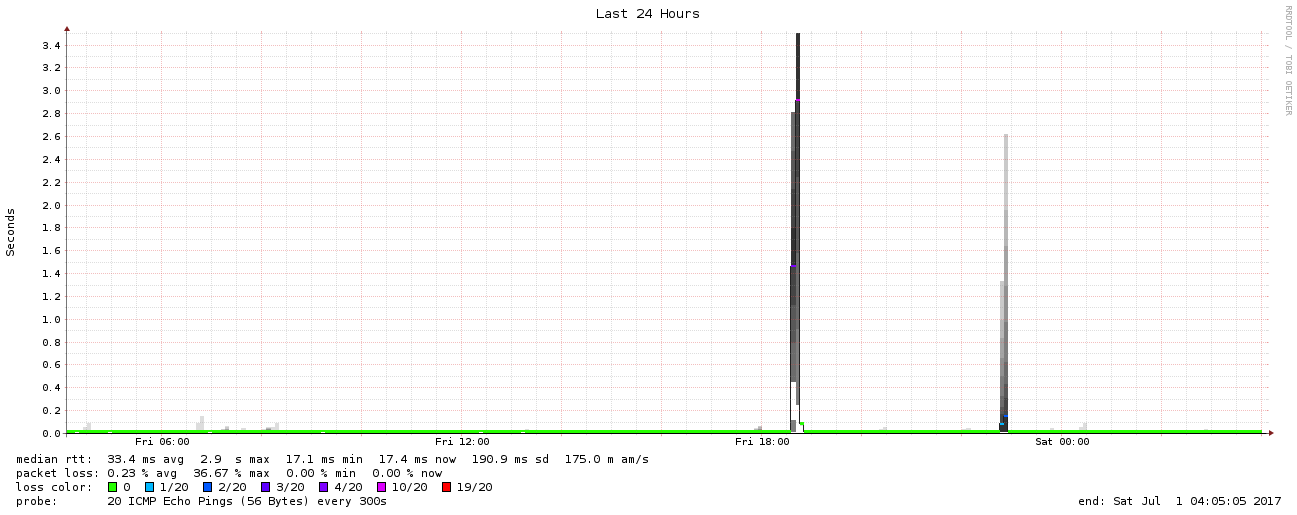 Last 24 Hours
RRDTOOL / TOBI OETIKER
Seconds
3.4
3.2
3.0
2.8
2.6
2.4
2.2
2.0
1.8
1.6
1.4
1.2
1.0
0.8
0.6
0.4
0.2
0.0
Fri 06:00 Fri 12:00 Fri 18:00 Sat 00:00
median rtt: 33.4 ms avg 2.9 s max 17.1 ms min 17.4 ms now 190.9 ms sd 175.0 m am/s
packet loss: 0.23 % avg 36.67 % max 0.00 % min 0.00 % now
loss color: 0 1/20 2/20 3/20 4/20 10/20 19/20
probe: 20 ICMP Echo Pings (56 Bytes) every 300s end: Sat Jul 1 04:05:05 2017